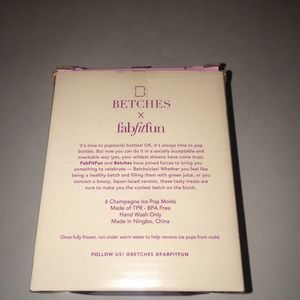 BETCHES
x
fabfitfun
It's time to pop(sicle) bottles! OK, it's always time to pop
bottles. But now you can do it in a socially acceptable and
snackable way (yes, your wildest dreams have come true).
FabFitFun and Betches have joined forces to bring you
something to celebrate — Betchsicles! Whether you feel like
being a healthy betch and filling them with green juice, or you
concoct a boozy, liquor-laced version, these tasty treats are
sure to make you the coolest betch on the block.
6 Champagne Ice Pop Molds
Made of TPR - BPA Free
Hand Wash Only
Made in Ningbo, China
Once fully frozen, run under warm water to help remove ice pops from mold.
FOLLOW US! @BETCHES @FABFITFUN